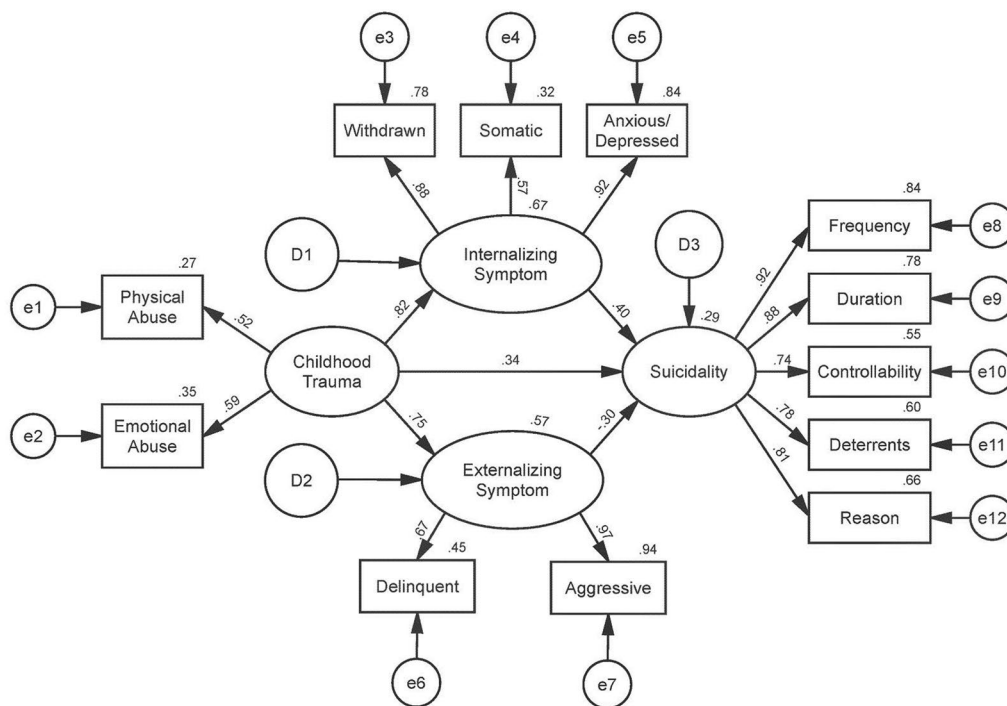 e3
e4
e5
.78
.32
.84
Withdrawn
Somatic
Anxious/
Depressed
.88
.57
.92
.67
D1
Internalizing
Symptom
D3
.84
Frequency
e8
.92
.27
Physical
Abuse
e1
.52
.82
.40
.29
.78
Duration
e9
.88
Childhood
Trauma
.34
Suicidality
.74
.55
Controllability
e10
.35
Emotional
Abuse
e2
.59
.75
-.30
.78
.60
Deterrents
e11
.57
D2
Externalizing
Symptom
.81
.66
Reason
e12
.67
.97
.45
.94
Delinquent
Aggressive
e6
e7